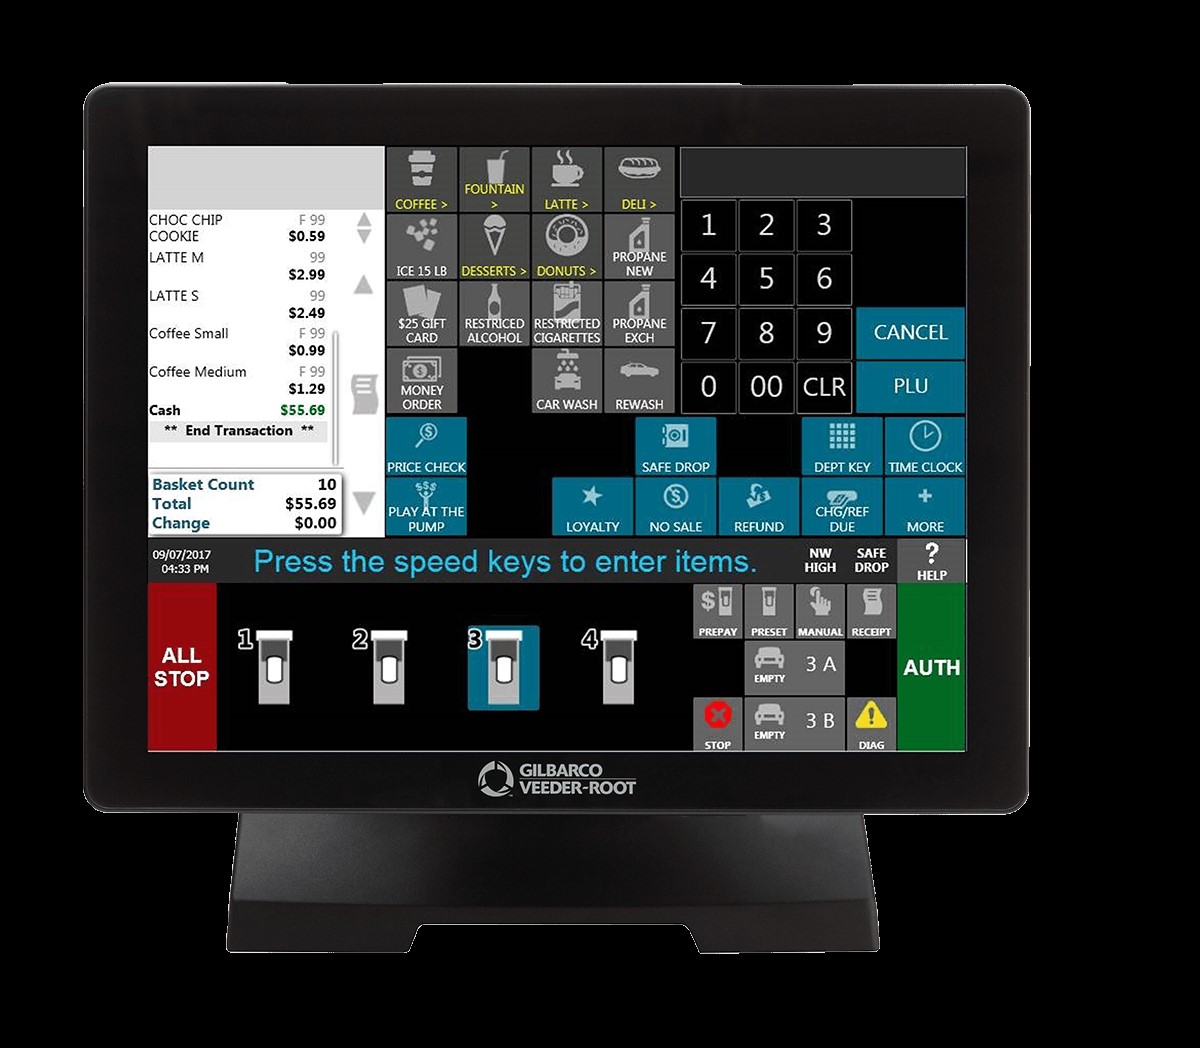 CHOC CHIP F 99
COOKIE $0.59
LATTE M 99
$2.99
LATTE S 99
$2.49
Coffee Small F 99
$0.99
Coffee Medium F 99
$1.29
Cash $55.69
** End Transaction **
Basket Count 10
Total $55.69
Change $0.00
COFFEE >
FOUNTAIN
>
LATTE >
DELI >
ICE 15 LB
DESSERTS >
DONUTS >
PROPANE
NEW
$25 GIFT
CARD
RESTRICED
ALCOHOL
RESTRICTED
CIGARETTES
PROPANE
EXCH
MONEY
ORDER
CAR WASH
REWASH
1 2 3
4 5 6
7 8 9
0 00 CLR
CANCEL
PLU
PRICE CHECK
SAFE DROP
DEPT KEY
TIME CLOCK
PLAY AT THE
PUMP
LOYALTY
NO SALE
REFUND
CHG/REF
DUE
MORE
09/07/2017
04:33 PM
Press the speed keys to enter items.
NW
HIGH
SAFE
DROP
?
HELP
ALL
STOP
1 2 3 4
PREPAY
PRESET
MANUAL
RECEIPT
EMPTY
3 A
STOP
EMPTY
3 B
DIAG
AUTH
GILBARCO
VEEDER-ROOT